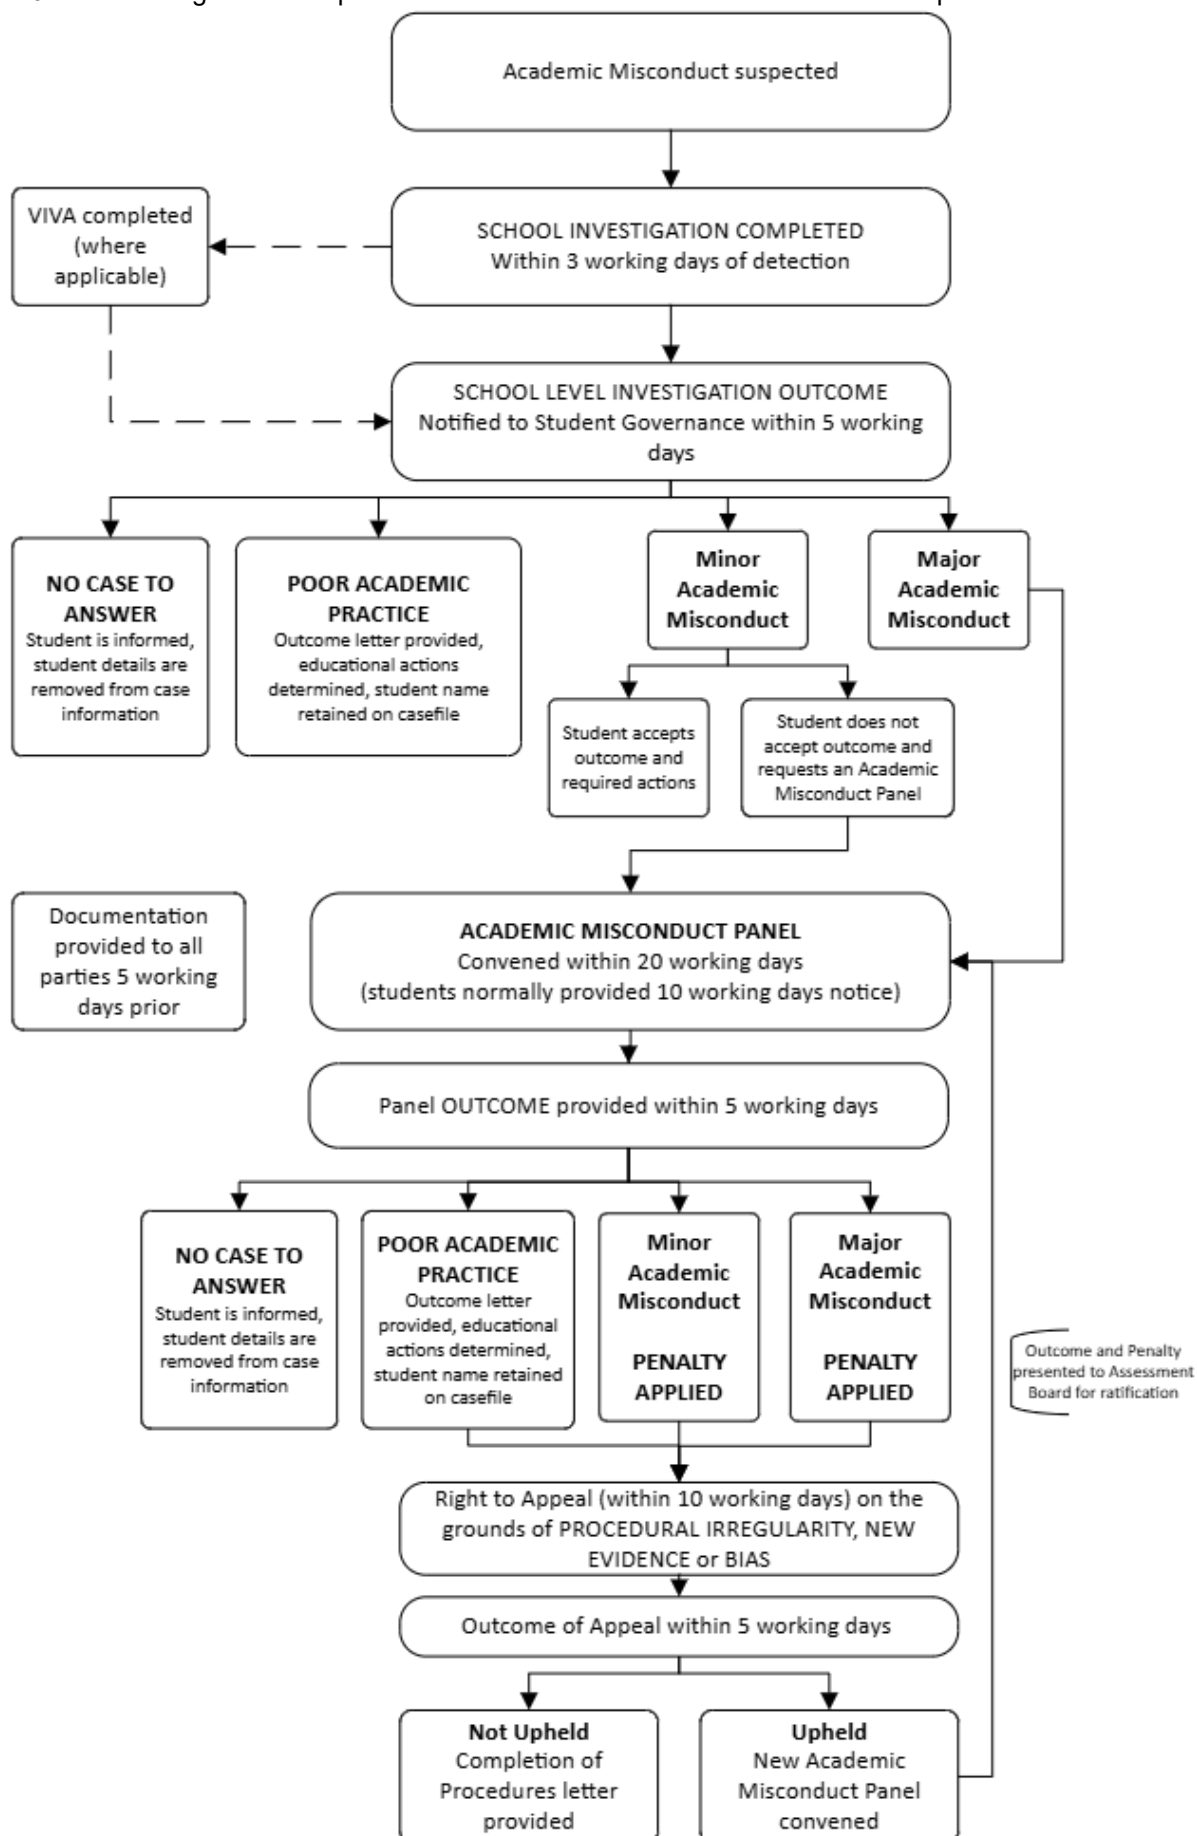 Academic Misconduct suspected
VIVA completed
(where
applicable)
SCHOOL INVESTIGATION COMPLETED
Within 3 working days of detection
SCHOOL LEVEL INVESTIGATION OUTCOME
Notified to Student Governance within 5 working
days
NO CASE TO
ANSWER
Student is informed,
student details are
removed from case
information
POOR ACADEMIC
PRACTICE
Outcome letter provided,
educational actions
determined, student name
retained on casefile
Minor
Academic
Misconduct
Major
Academic
Misconduct
Student accepts
outcome and
required actions
Student does not
accept outcome and
requests an Academic
Misconduct Panel
Documentation
provided to all
parties 5 working
days prior
ACADEMIC MISCONDUCT PANEL
Convened within 20 working days
(students normally provided 10 working days notice)
Panel OUTCOME provided within 5 working days
NO CASE TO
ANSWER
Student is informed,
student details are
removed from case
information
POOR ACADEMIC
PRACTICE
Outcome letter
provided, educational
actions determined,
student name retained
on casefile
Minor
Academic
Misconduct
PENALTY
APPLIED
Major
Academic
Misconduct
PENALTY
APPLIED
Outcome and Penalty
presented to Assessment
Board for ratification
Right to Appeal (within 10 working days) on the
grounds of PROCEDURAL IRREGULARITY, NEW
EVIDENCE or BIAS
Outcome of Appeal within 5 working days
Not Upheld
Completion of
Procedures letter
provided
Upheld
New Academic
Misconduct Panel
convened